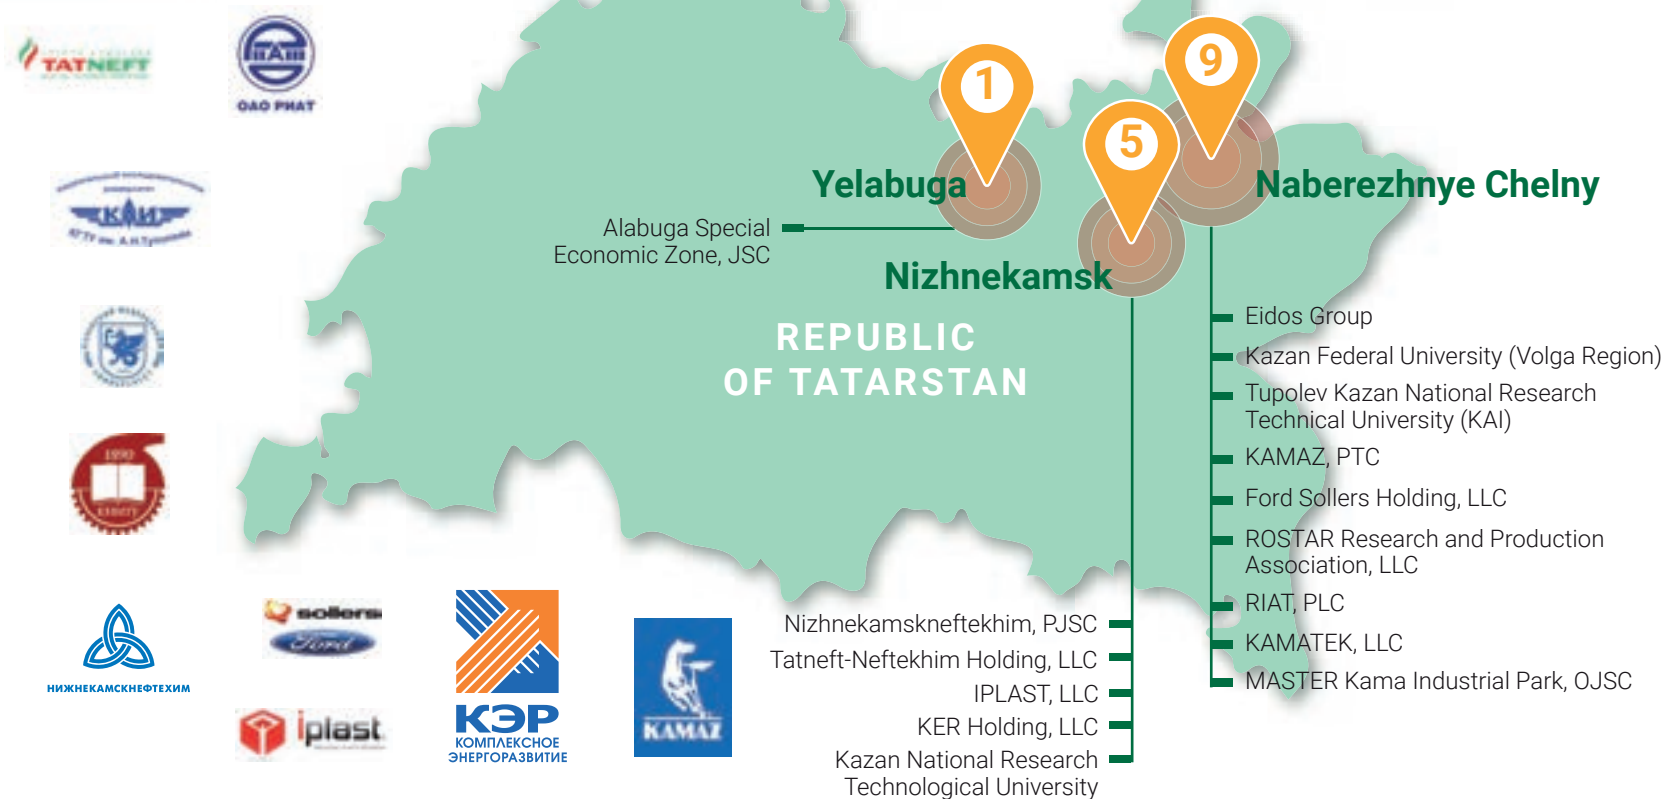 TATNEFT
ОАО РИАТ
1
9
5
Yelabuga
Naberezhnye Chelny
Alabuga Special
Economic Zone, JSC
Nizhnekamsk
REPUBLIC
OF TATARSTAN
Eidos Group
Kazan Federal University (Volga Region)
Tupolev Kazan National Research
Technical University (KAI)
KAMAZ, PTC
Ford Sollers Holding, LLC
ROSTAR Research and Production
Association, LLC
RIAT, PLC
KAMATEK, LLC
MASTER Kama Industrial Park, OJSC
Nizhnekamskneftekhim, PJSC
Tatneft-Neftekhim Holding, LLC
IPLAST, LLC
KER Holding, LLC
Kazan National Research
Technological University
КАИ
1890
НИЖНЕКАМСКНЕФТЕХИМ
sollers
Ford
iplast
КЭР
КОМПЛЕКСНОЕ
ЭНЕРГОРАЗВИТИЕ
KAMAZ